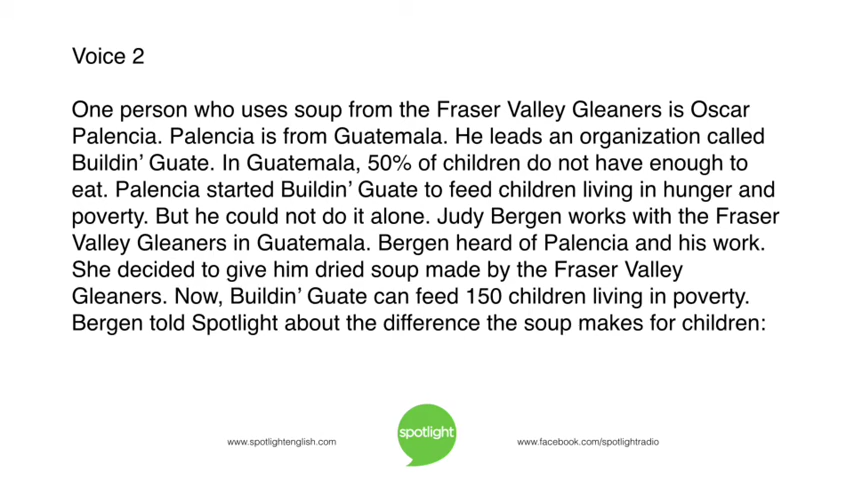 Voice 2
One person who uses soup from the Fraser Valley Gleaners is Oscar
Palencia. Palencia is from Guatemala. He leads an organization called
Buildin’ Guate. In Guatemala, 50% of children do not have enough to
eat. Palencia started Buildin’ Guate to feed children living in hunger and
poverty. But he could not do it alone. Judy Bergen works with the Fraser
Valley Gleaners in Guatemala. Bergen heard of Palencia and his work.
She decided to give him dried soup made by the Fraser Valley
Gleaners. Now, Buildin’ Guate can feed 150 children living in poverty.
Bergen told Spotlight about the difference the soup makes for children:
www.spotlightenglish.com
spotlight
www.facebook.com/spotlightradio